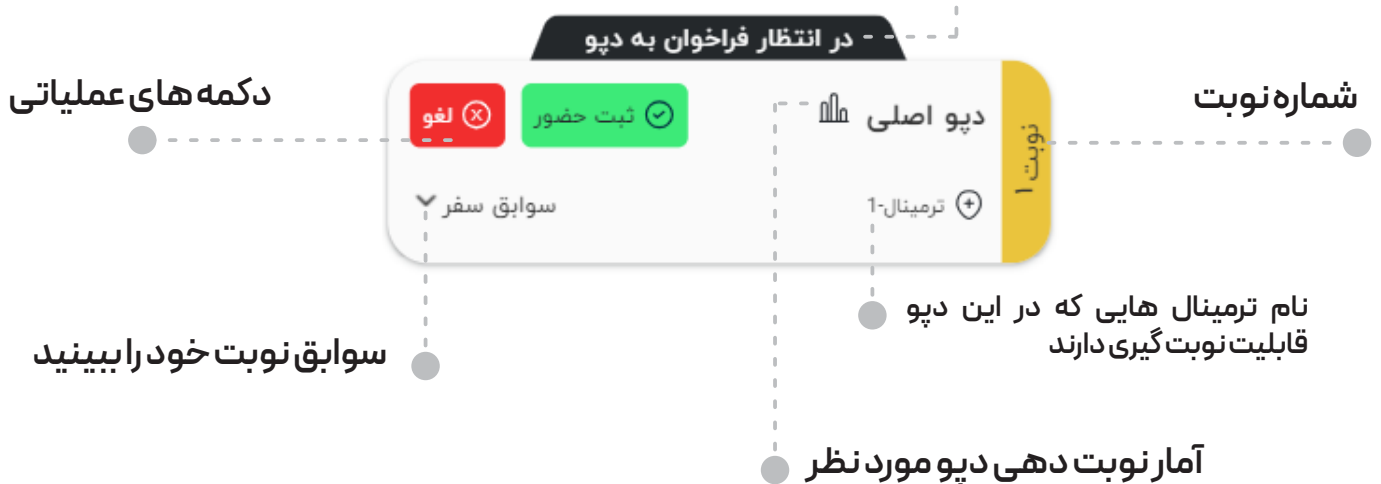 در انتظار فراخوان به دپو
شماره نوبت
نوبت ۱
دپو اصلی
ثبت حضور
لغو
دکمه های عملیاتی
ترمینال-1
سوابق سفر
نام ترمینال هایی که در این دپو
قابلیت نوبت گیری دارند
سوابق نوبت خود را ببینید
آمار نوبت دهی دپو مورد نظر